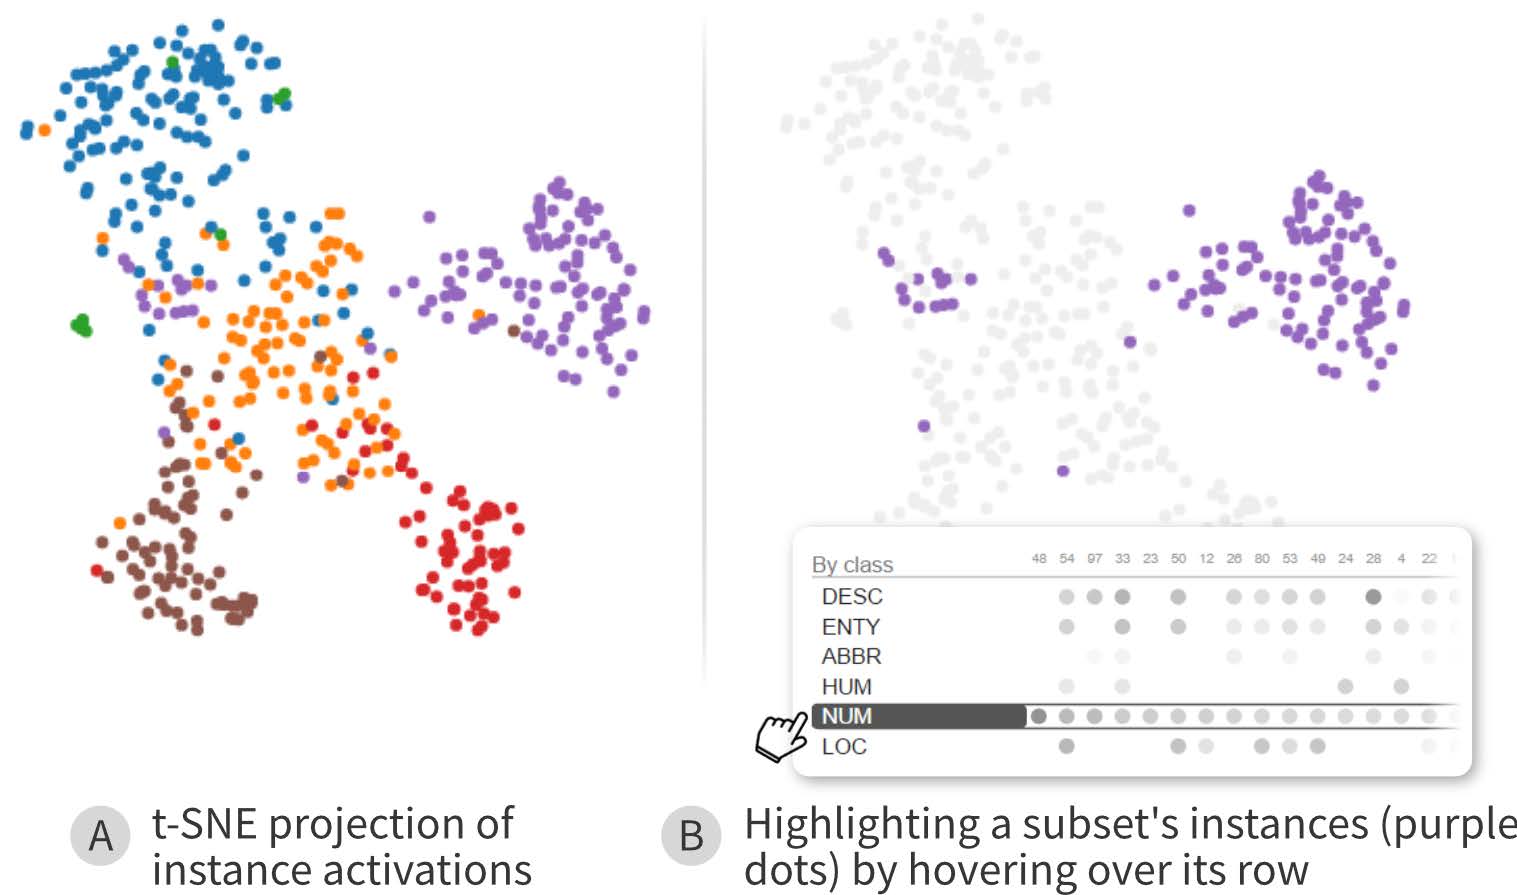 By class 48 54 97 33 23 50 12 26 80 53 49 24 28 4 22
DESC
ENTY
ABBR
HUM
NUM
LOC
A t-SNE projection of
instance activations
B Highlighting a subset's instances (purple
dots) by hovering over its row